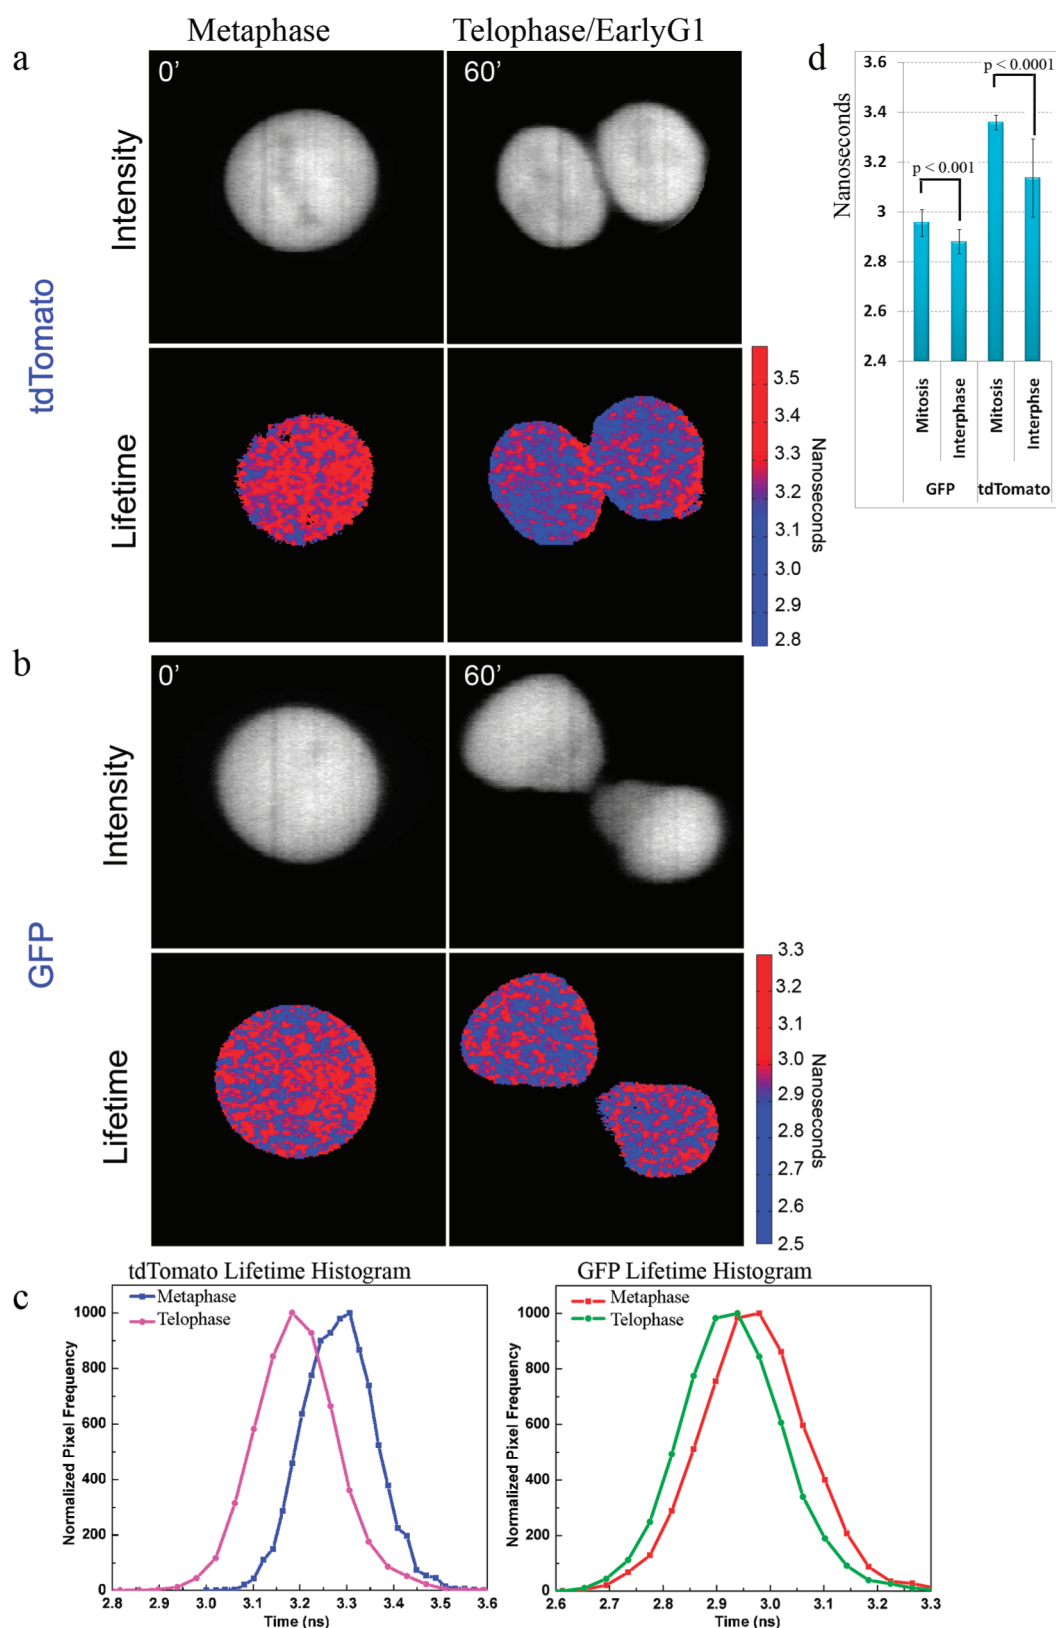 Metaphase
Telophase/EarlyG1
a
tdTomato
Intensity
0’
60’
Lifetime
3.5
3.4
3.3
3.2
3.1
3.0
2.9
2.8
Nanoseconds
d
3.6
3.4
3.2
3
2.8
2.6
2.4
Nanoseconds
p < 0.001
p < 0.0001
Mitosis
Interphase
Mitosis
Interphse
GFP
tdTomato
b
GFP
Intensity
0’
60’
Lifetime
3.3
3.2
3.1
3.0
2.9
2.8
2.7
2.6
2.5
Nanoseconds
c
tdTomato Lifetime Histogram
Metaphase
Telophase
Normalized Pixel Frequency
1000
800
600
400
200
0
2.8 2.9 3.0 3.1 3.2 3.3 3.4 3.5 3.6
Time (ns)
GFP Lifetime Histogram
Metaphase
Telophase
Normalized Pixel Frequency
1000
800
600
400
200
0
2.6 2.7 2.8 2.9 3.0 3.1 3.2 3.3
Time (ns)